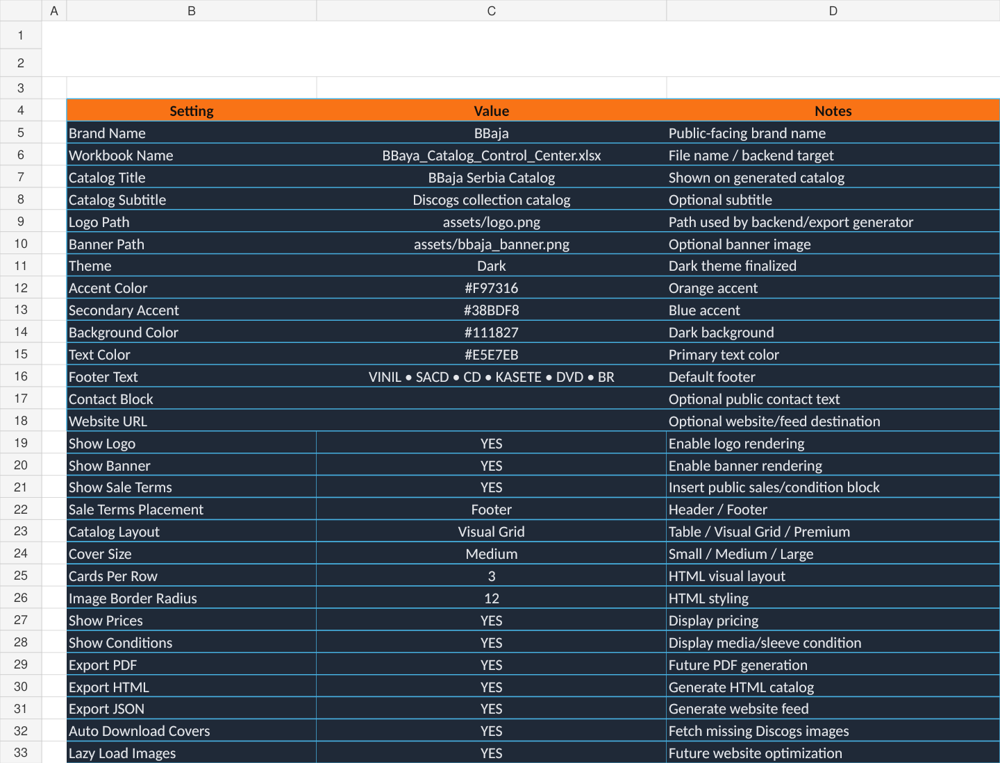 A B C D
1
2
3
4 Setting Value Notes
5 Brand Name BBaja Public-facing brand name
6 Workbook Name BBaya_Catalog_Control_Center.xlsx File name / backend target
7 Catalog Title BBaja Serbia Catalog Shown on generated catalog
8 Catalog Subtitle Discogs collection catalog Optional subtitle
9 Logo Path assets/logo.png Path used by backend/export generator
10 Banner Path assets/bbaja_banner.png Optional banner image
11 Theme Dark Dark theme finalized
12 Accent Color #F97316 Orange accent
13 Secondary Accent #38BDF8 Blue accent
14 Background Color #111827 Dark background
15 Text Color #E5E7EB Primary text color
16 Footer Text VINIL • SACD • CD • KASETE • DVD • BR Default footer
17 Contact Block Optional public contact text
18 Website URL Optional website/feed destination
19 Show Logo YES Enable logo rendering
20 Show Banner YES Enable banner rendering
21 Show Sale Terms YES Insert public sales/condition block
22 Sale Terms Placement Footer Header / Footer
23 Catalog Layout Visual Grid Table / Visual Grid / Premium
24 Cover Size Medium Small / Medium / Large
25 Cards Per Row 3 HTML visual layout
26 Image Border Radius 12 HTML styling
27 Show Prices YES Display pricing
28 Show Conditions YES Display media/sleeve condition
29 Export PDF YES Future PDF generation
30 Export HTML YES Generate HTML catalog
31 Export JSON YES Generate website feed
32 Auto Download Covers YES Fetch missing Discogs images
33 Lazy Load Images YES Future website optimization